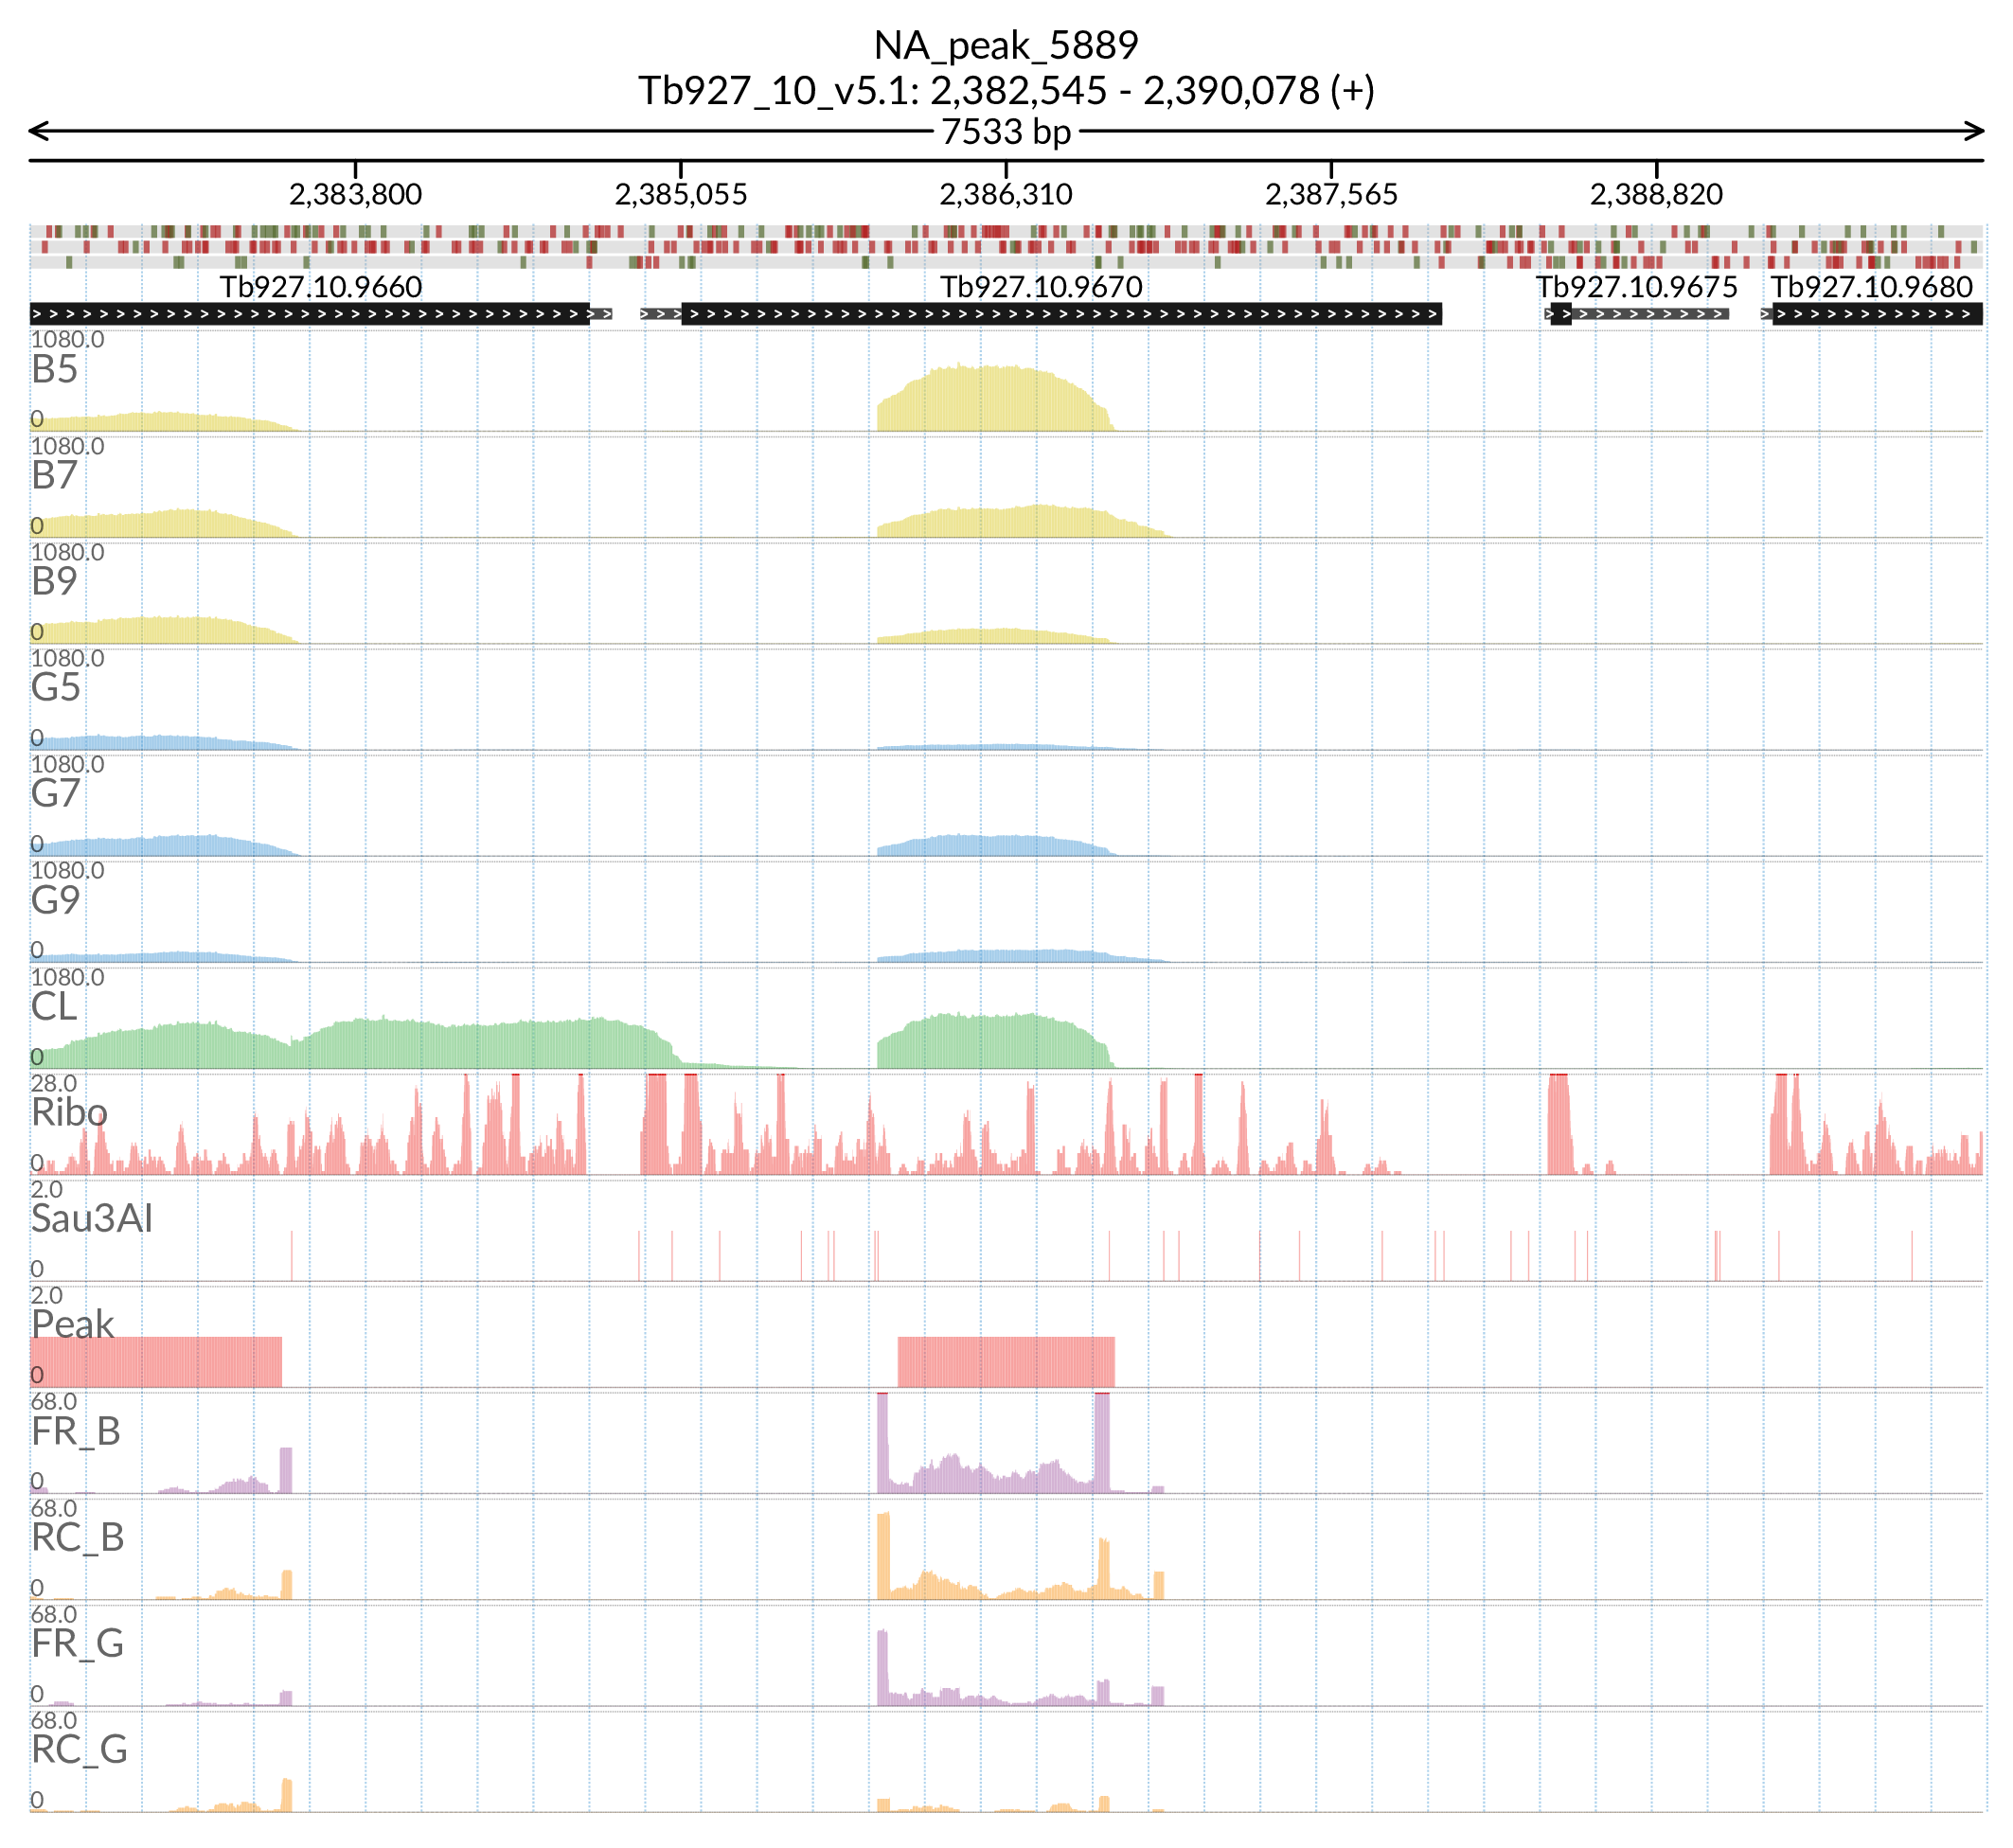 NA_peak_5889
Tb927_10_v5.1: 2,382,545 - 2,390,078 (+)
7533 bp
2,383,800 2,385,055 2,386,310 2,387,565 2,388,820
Tb927.10.9660 Tb927.10.9670 Tb927.10.9675 Tb927.10.9680
1080.0
B5
0
1080.0
B7
0
1080.0
B9
0
1080.0
G5
0
1080.0
G7
0
1080.0
G9
0
1080.0
CL
0
28.0
Ribo
0
2.0
Sau3AI
0
2.0
Peak
0
68.0
FR_B
0
68.0
RC_B
0
68.0
FR_G
0
68.0
RC_G
0